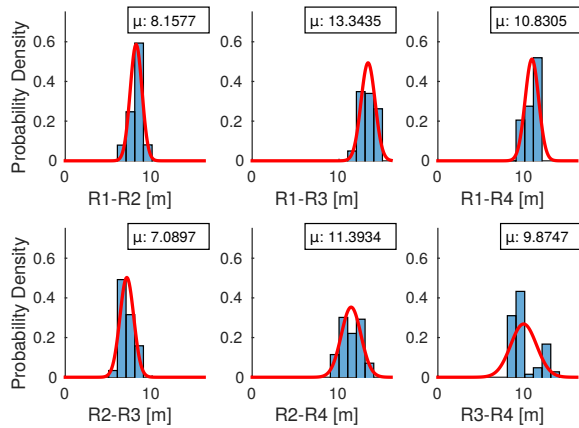 μ: 8.1577
μ: 13.3435
μ: 10.8305
Probability Density
0.6
0.4
0.2
0
0 10
R1-R2 [m]
0.6
0.4
0.2
0
0 10
R1-R3 [m]
0.6
0.4
0.2
0
0 10
R1-R4 [m]
μ: 7.0897
μ: 11.3934
μ: 9.8747
Probability Density
0.6
0.4
0.2
0
0 10
R2-R3 [m]
0.6
0.4
0.2
0
0 10
R2-R4 [m]
0.6
0.4
0.2
0
0 10
R3-R4 [m]